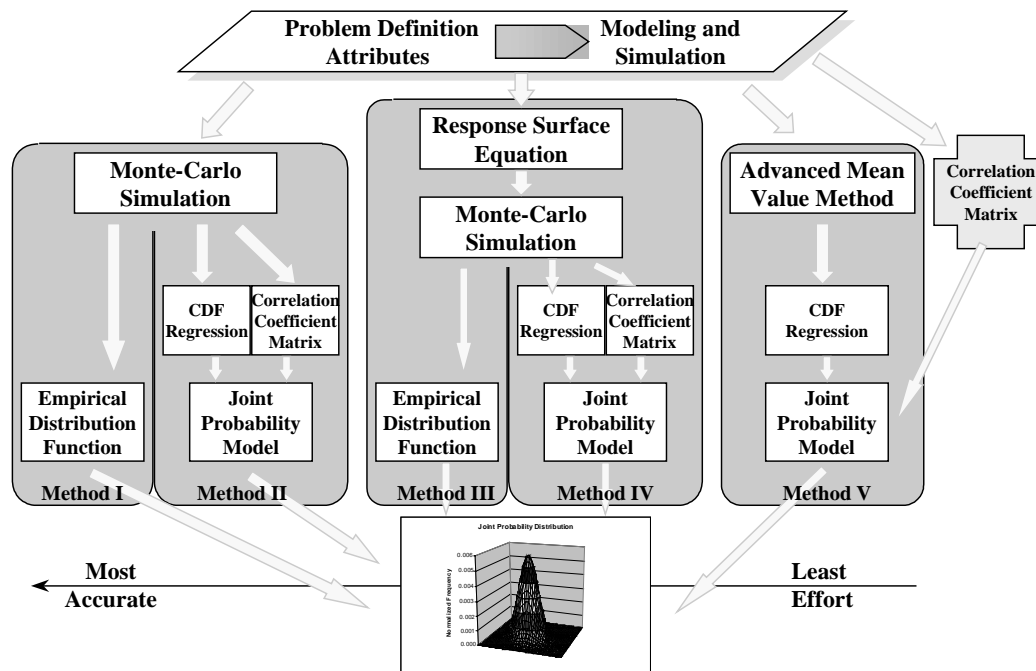 Problem Definition
Attributes
Modeling and
Simulation
Monte-Carlo
Simulation
CDF
Regression
Correlation
Coefficient
Matrix
Empirical
Distribution
Function
Joint
Probability
Model
Method I
Method II
Response Surface
Equation
Monte-Carlo
Simulation
CDF
Regression
Correlation
Coefficient
Matrix
Empirical
Distribution
Function
Joint
Probability
Model
Method III
Method IV
Advanced Mean
Value Method
CDF
Regression
Joint
Probability
Model
Method V
Correlation
Coefficient
Matrix
Most
Accurate
Joint Probability Distribution
Normalized Frequency
0.006
0.005
0.004
0.003
0.002
0.001
0.000
Least
Effort